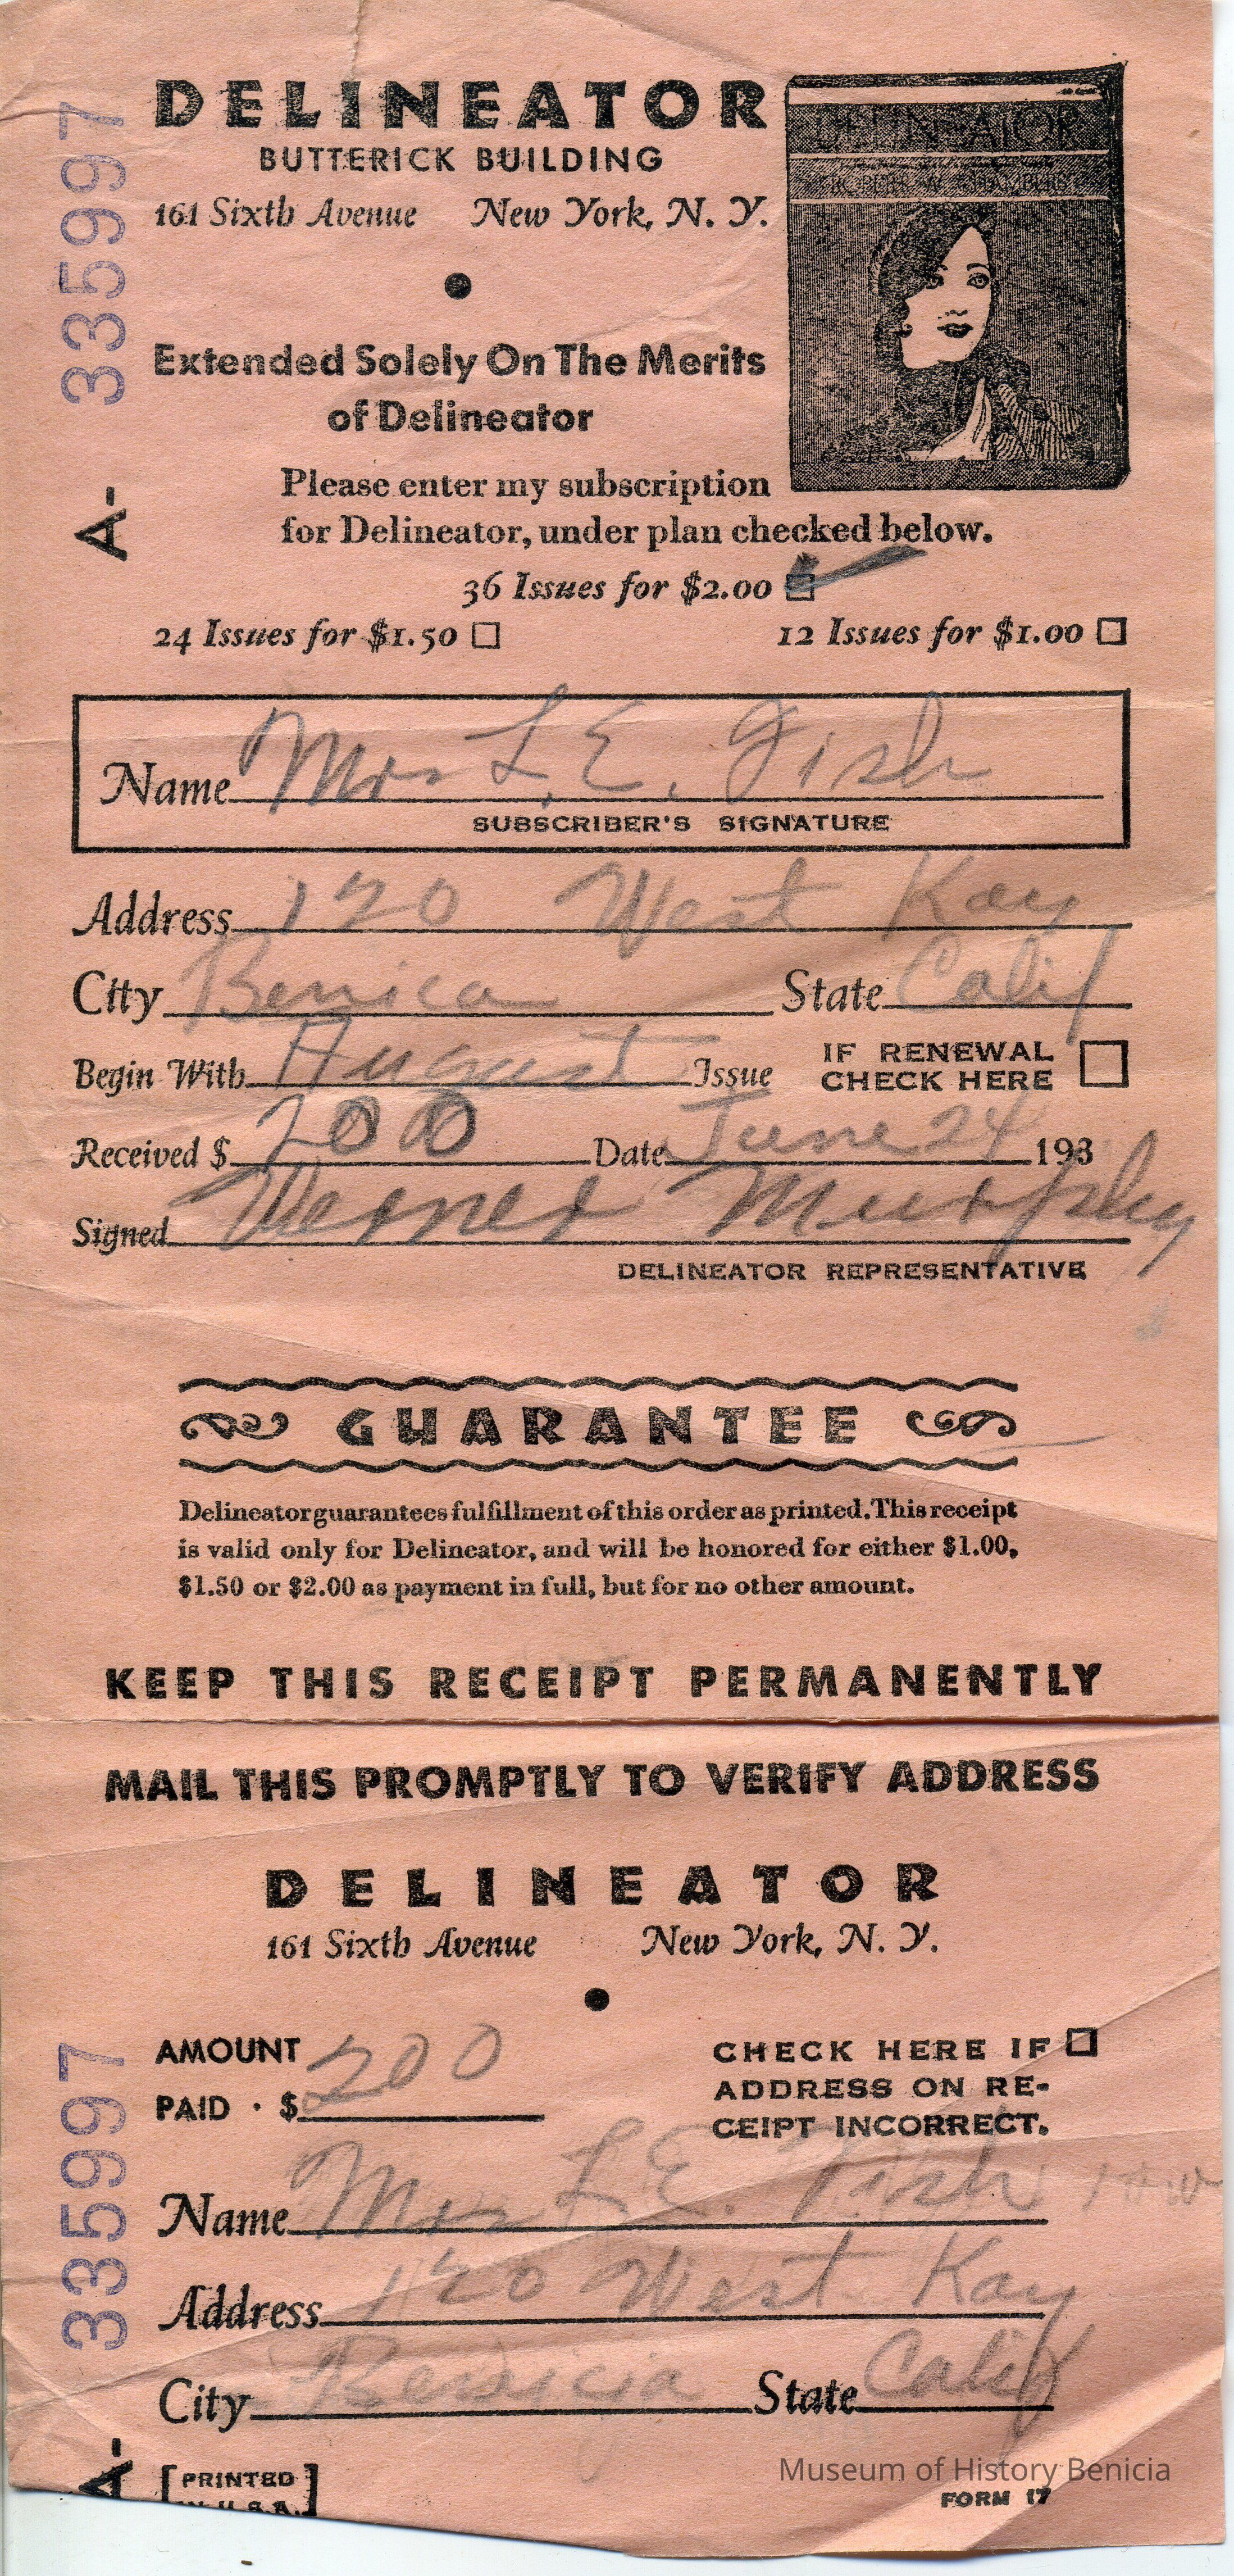 DELINEATOR
BUTTERICK BUILDING
161 Sixth Avenue New York, N. Y.
DELINEATOR
ROBERT W. CHAMBERS
A- 335997
Extended Solely On The Merits
of Delineator
Please enter my subscription
for Delineator, under plan checked below.
36 Issues for $2.00
24 Issues for $1.50 12 Issues for $1.00
Name Mrs L. E. Fish
SUBSCRIBER'S SIGNATURE
Address 120 West Kay
City Benica State Calif
Begin With August Issue IF RENEWAL
CHECK HERE
Received $ 200 Date June 24 193
Signed Werner Murphy
DELINEATOR REPRESENTATIVE
GUARANTEE
Delineator guarantees fulfillment of this order as printed. This receipt
is valid only for Delineator, and will be honored for either $1.00,
$1.50 or $2.00 as payment in full, but for no other amount.
KEEP THIS RECEIPT PERMANENTLY
MAIL THIS PROMPTLY TO VERIFY ADDRESS
DELINEATOR
161 Sixth Avenue New York, N. Y.
AMOUNT
PAID · $ 200
CHECK HERE IF
ADDRESS ON RE-
CEIPT INCORRECT.
Name Mrs L. E. Fish
Address 120 West Kay
City Benicia State Calif
A- 335997
[PRINTED
IN U.S.A.]
Museum of History Benicia
FORM 17